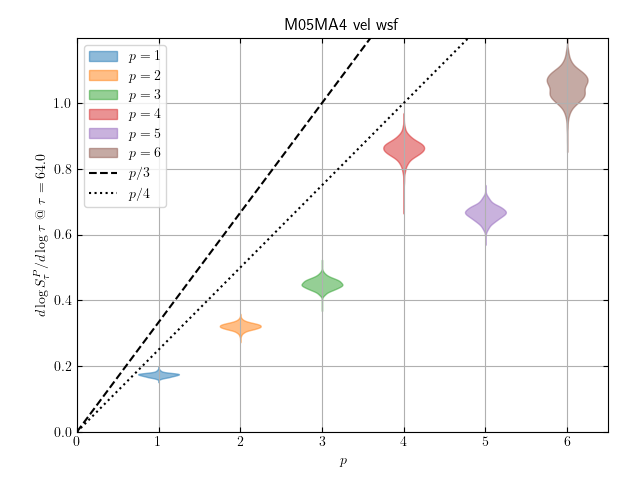 M05MA4 vel wsf
p = 1
p = 2
p = 3
p = 4
p = 5
p = 6
p/3
p/4
d log S_τ^P / d log τ @ τ = 64.0
1.0
0.8
0.6
0.4
0.2
0.0
0 1 2 3 4 5 6
p